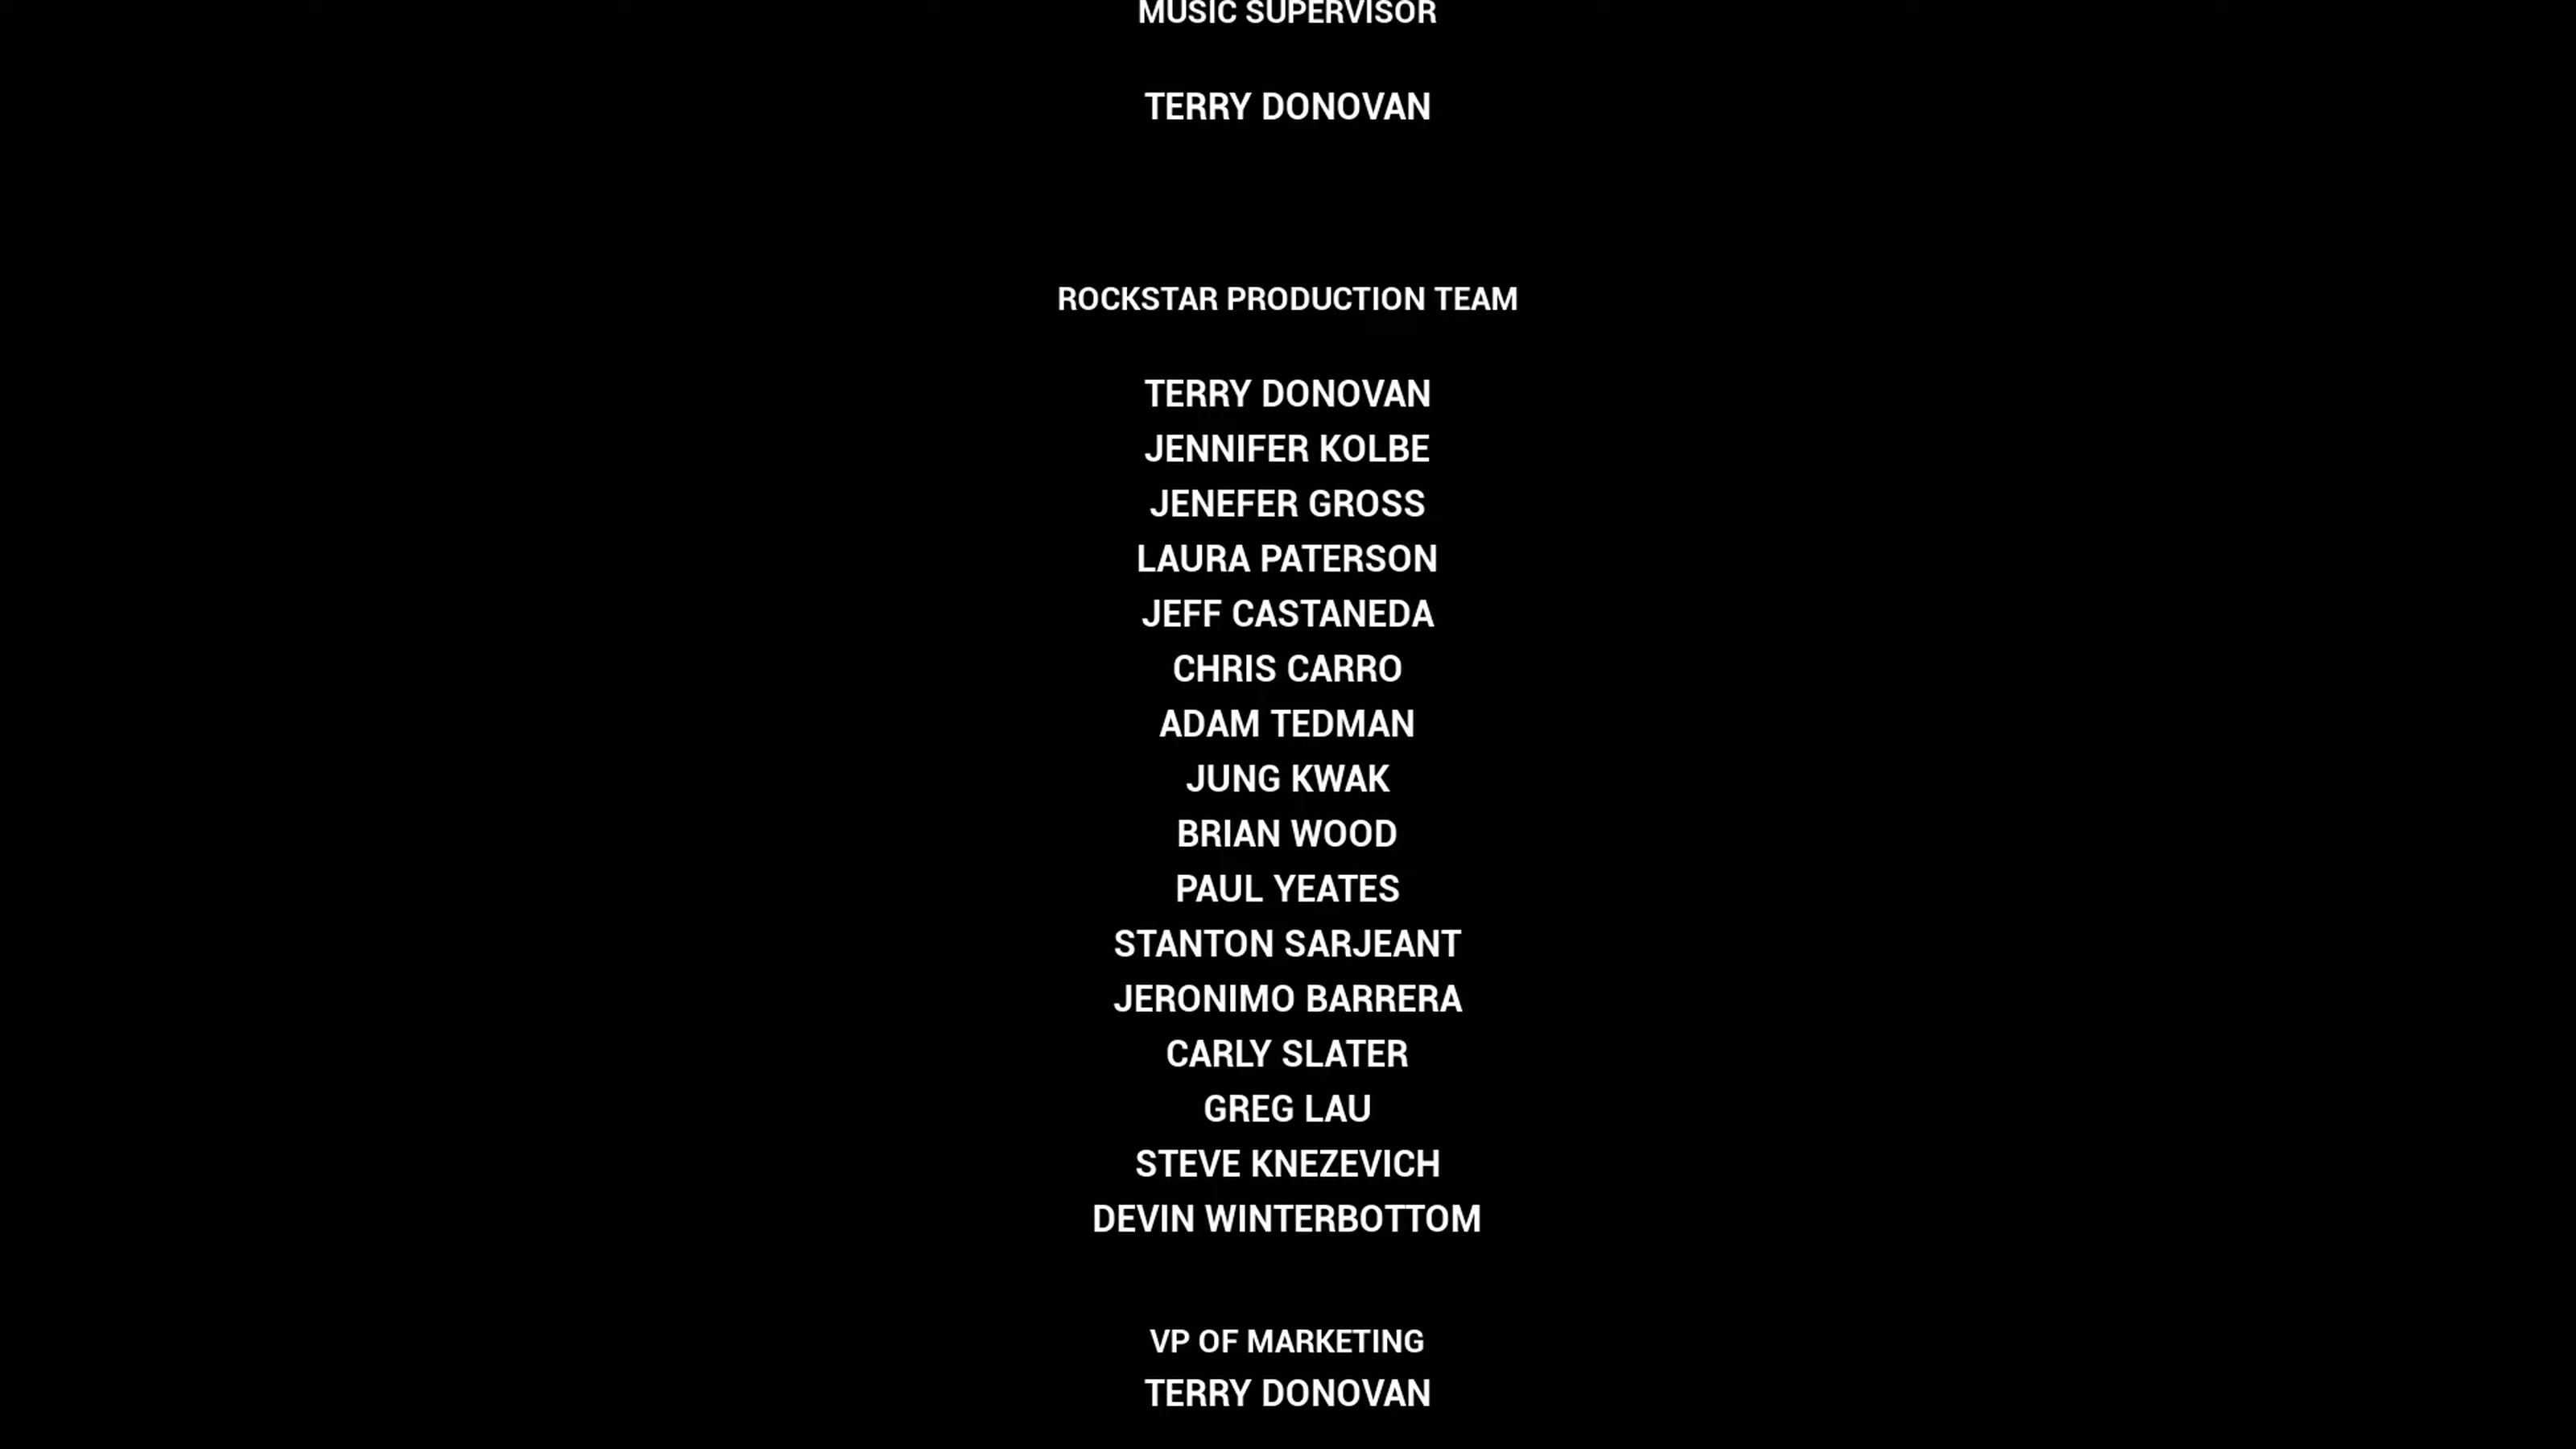 MUSIC SUPERVISOR
TERRY DONOVAN
ROCKSTAR PRODUCTION TEAM
TERRY DONOVAN
JENNIFER KOLBE
JENEFER GROSS
LAURA PATERSON
JEFF CASTANEDA
CHRIS CARRO
ADAM TEDMAN
JUNG KWAK
BRIAN WOOD
PAUL YEATES
STANTON SARJEANT
JERONIMO BARRERA
CARLY SLATER
GREG LAU
STEVE KNEZEVICH
DEVIN WINTERBOTTOM
VP OF MARKETING
TERRY DONOVAN